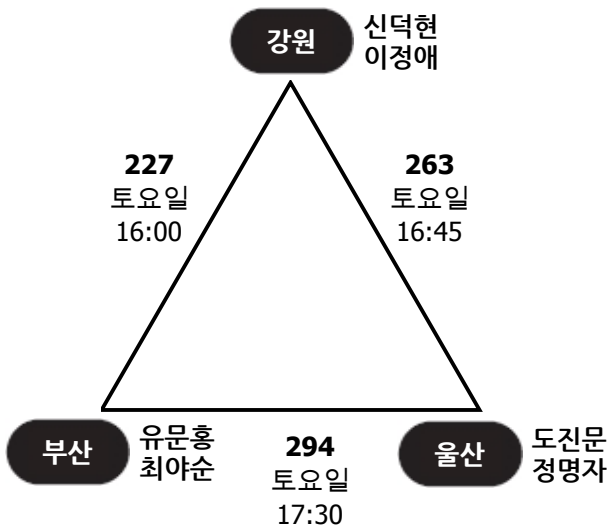 강원
신덕현
이정애
227
토요일
16:00
263
토요일
16:45
부산
유문홍
최야순
294
토요일
17:30
울산
도진문
정명자